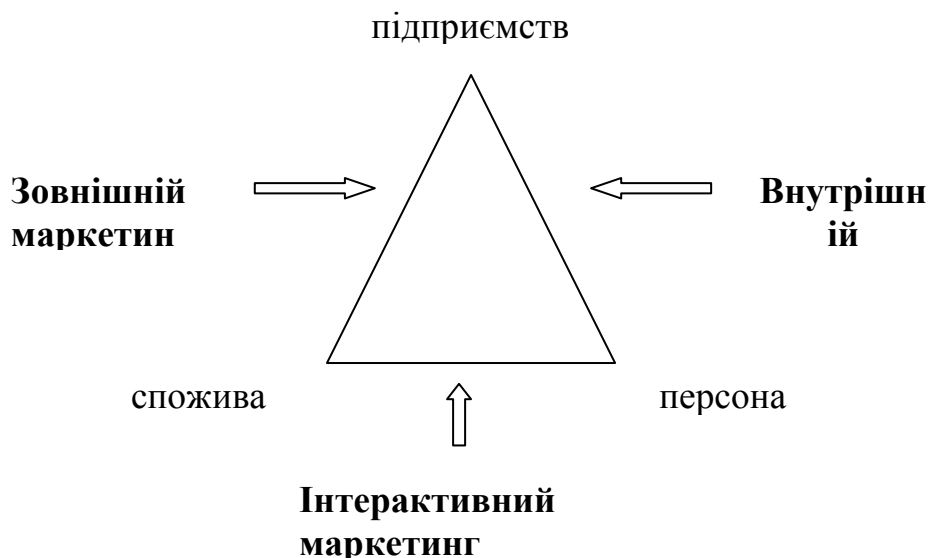 підприємств
Зовнішній
маркетин
Внутрішн
ій
спожива
персона
Інтерактивний
маркетинг